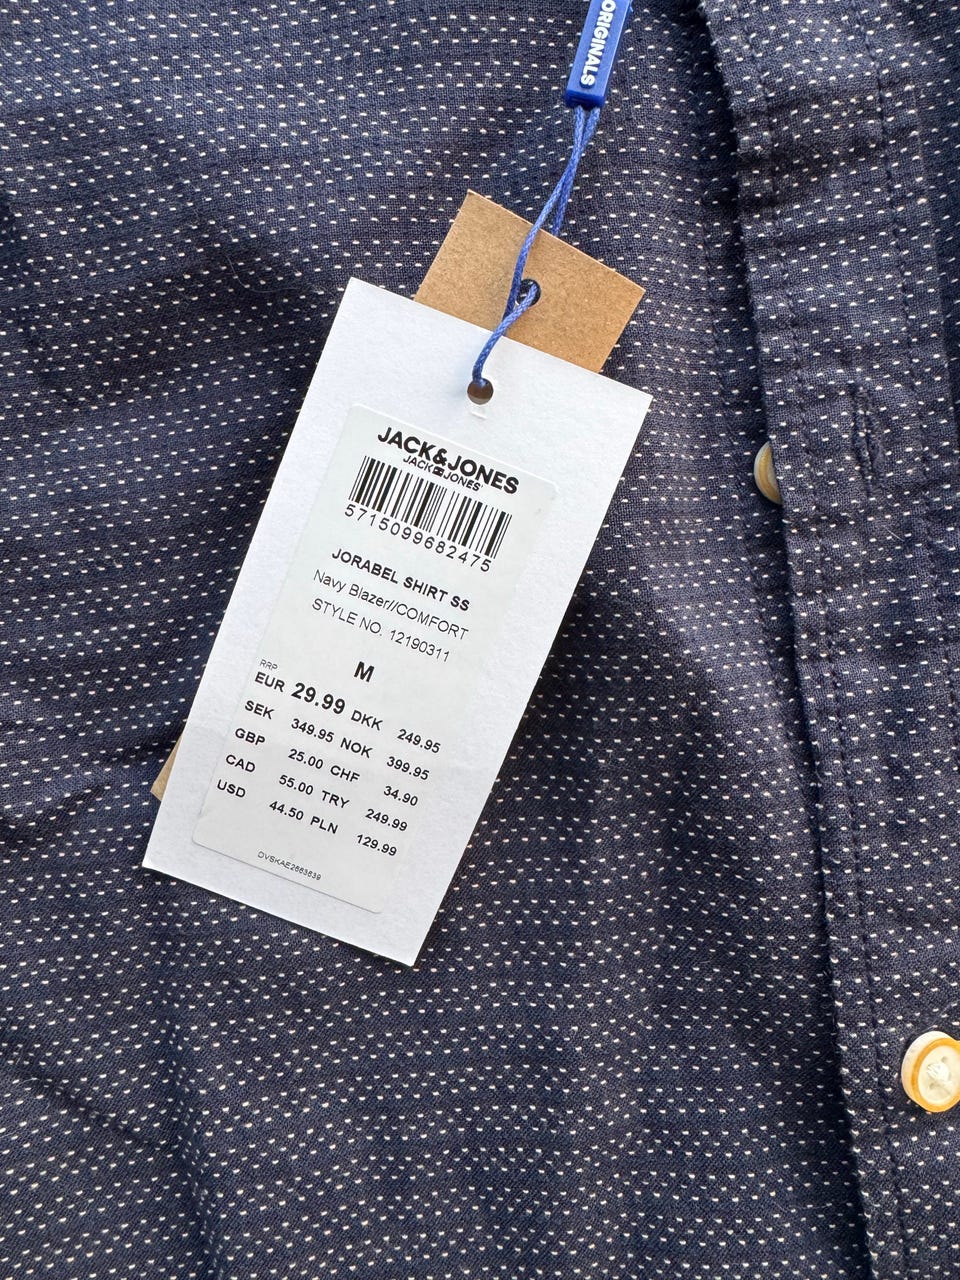 ORIGINALS
JACK&JONES
JACK&JONES
5715099682475
JORABEL SHIRT SS
Navy Blazer//COMFORT
STYLE NO. 12190311
M
RRP
EUR 29.99 DKK 249.95
SEK 349.95 NOK 399.95
GBP 25.00 CHF 34.90
CAD 55.00 TRY 249.99
USD 44.50 PLN 129.99
DVSKAE2663639